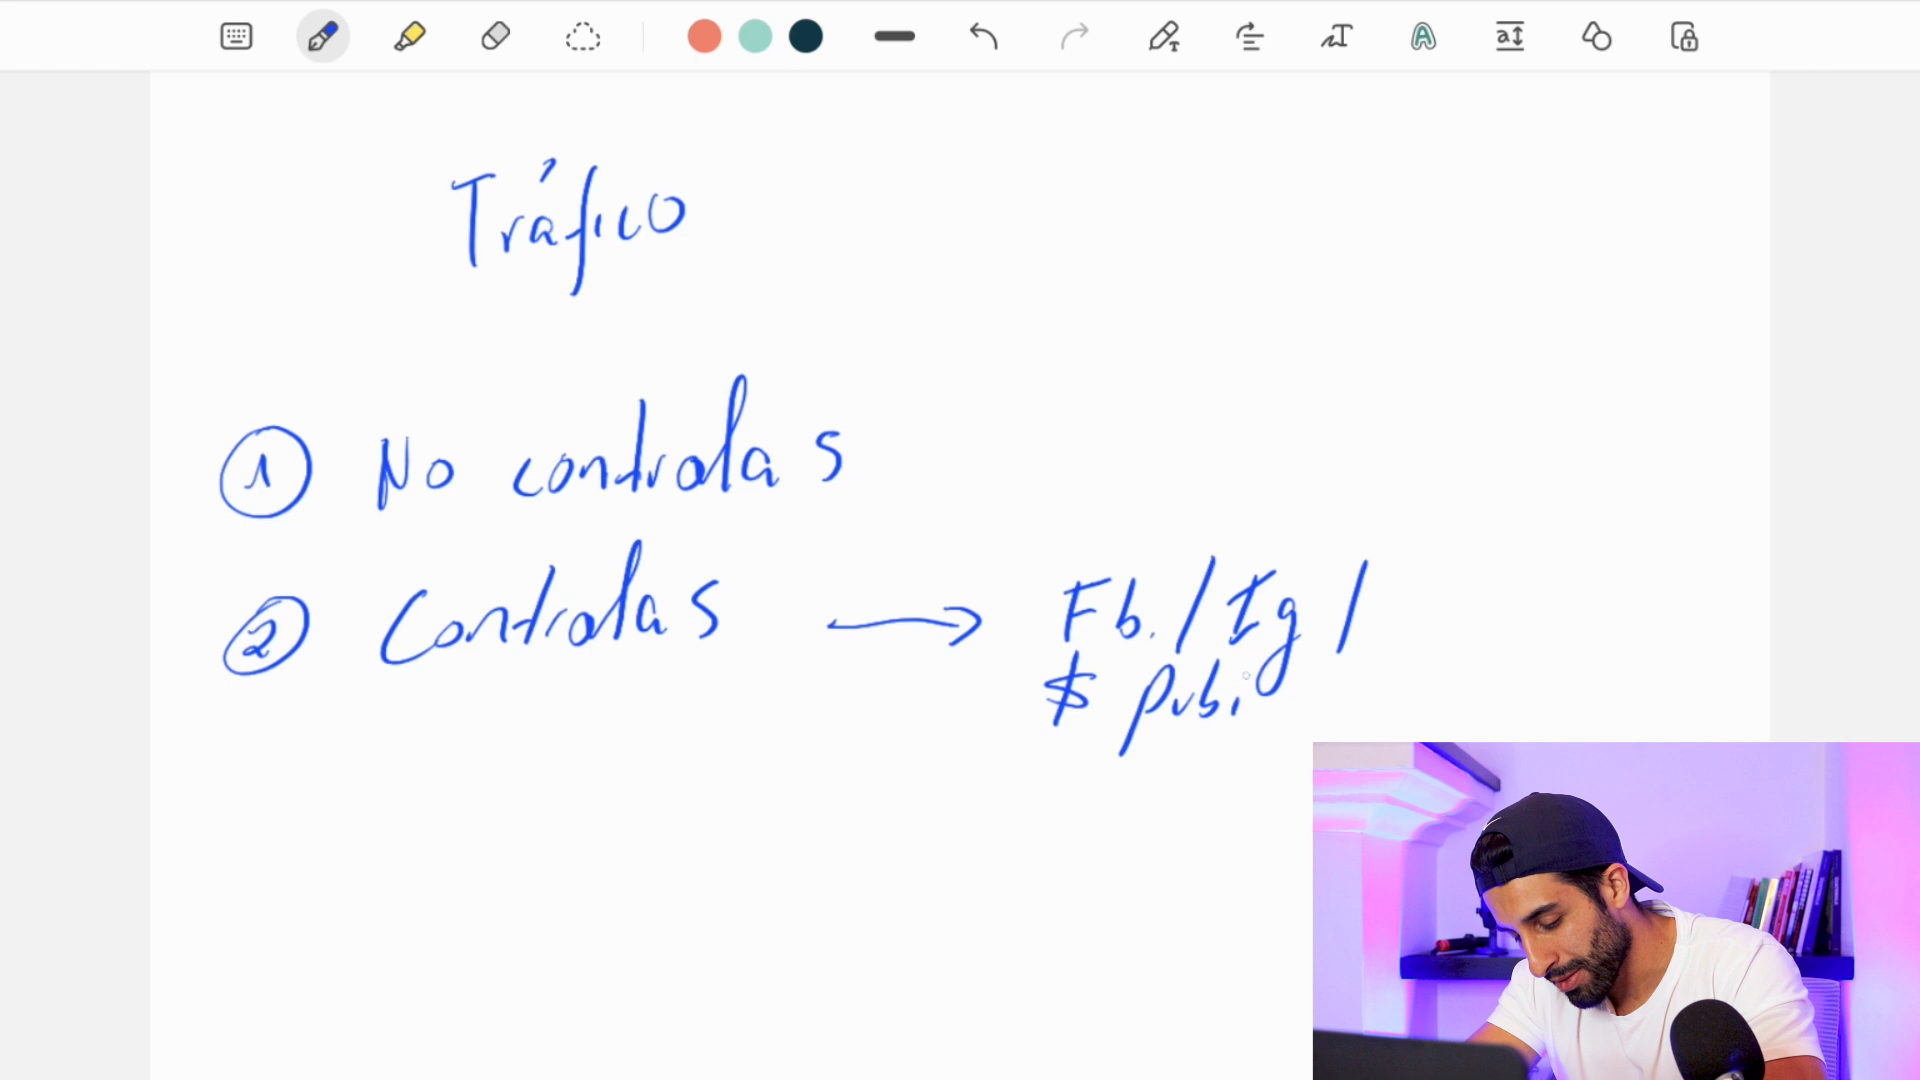 Tráfico
① No controlas
② Controlas → Fb. / Ig /
$ publi